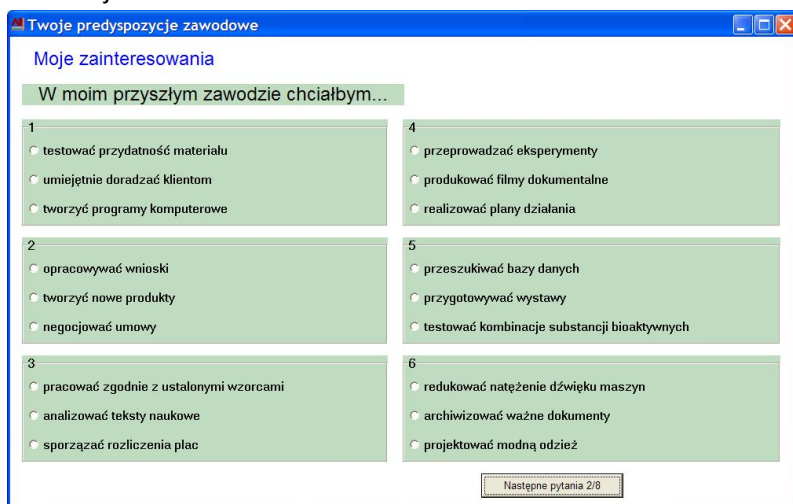 Twoje predyspozycje zawodowe
Moje zainteresowania
W moim przyszłym zawodzie chciałbym...
1
testować przydatność materiału
umiejętnie doradzać klientom
tworzyć programy komputerowe
2
opracowywać wnioski
tworzyć nowe produkty
negocjować umowy
3
pracować zgodnie z ustalonymi wzorcami
analizować teksty naukowe
sporządzać rozliczenia plac
4
przeprowadzać eksperymenty
produkować filmy dokumentalne
realizować plany działania
5
przeszukiwać bazy danych
przygotowywać wystawy
testować kombinacje substancji bioaktywnych
6
redukować natężenie dźwięku maszyn
archiwizować ważne dokumenty
projektować modną odzież
Następne pytania 2/8